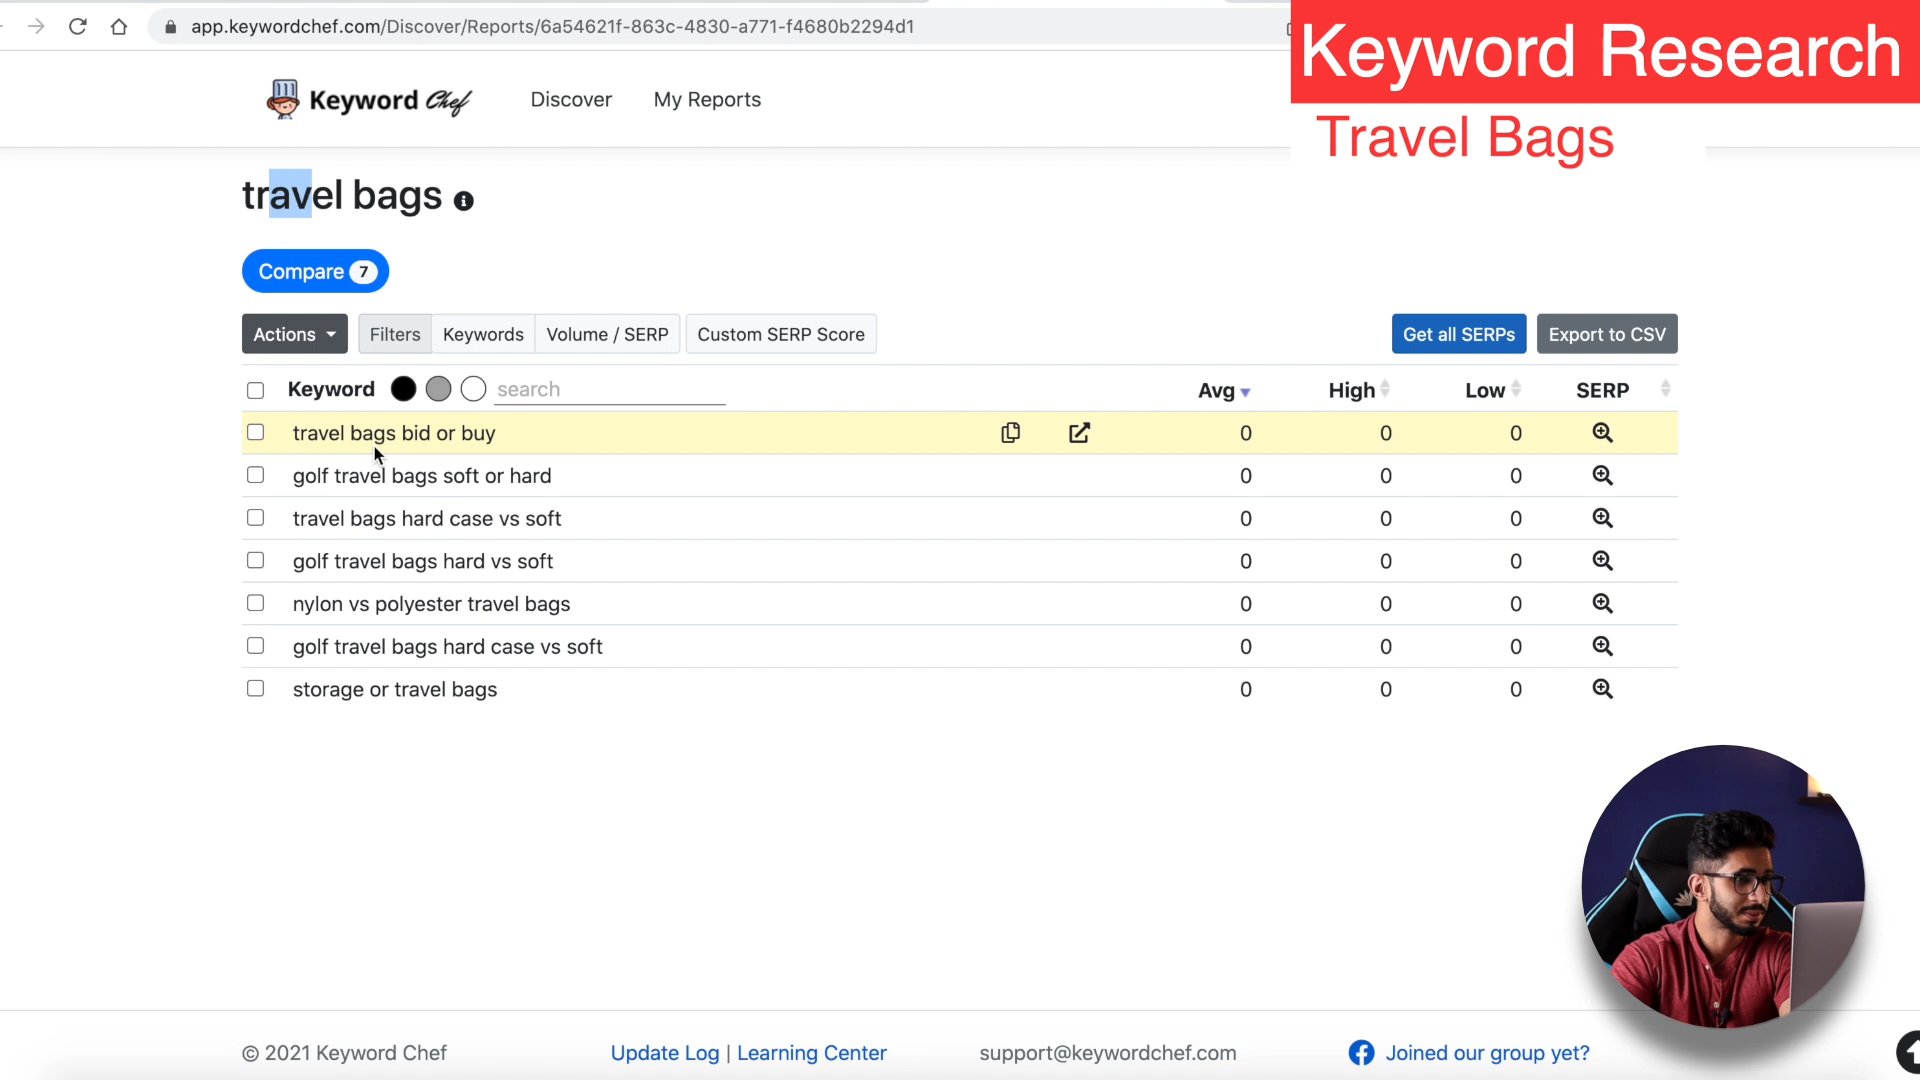 app.keywordchef.com/Discover/Reports/6a54621f-863c-4830-a771-f4680b2294d1
Keyword Research
Travel Bags
Keyword Chef
Discover
My Reports
travel bags
Compare 7
Actions
Filters
Keywords
Volume / SERP
Custom SERP Score
Get all SERPs
Export to CSV
Keyword search Avg High Low SERP
travel bags bid or buy 0 0 0
golf travel bags soft or hard 0 0 0
travel bags hard case vs soft 0 0 0
golf travel bags hard vs soft 0 0 0
nylon vs polyester travel bags 0 0 0
golf travel bags hard case vs soft 0 0 0
storage or travel bags 0 0 0
© 2021 Keyword Chef
Update Log | Learning Center
support@keywordchef.com
Joined our group yet?